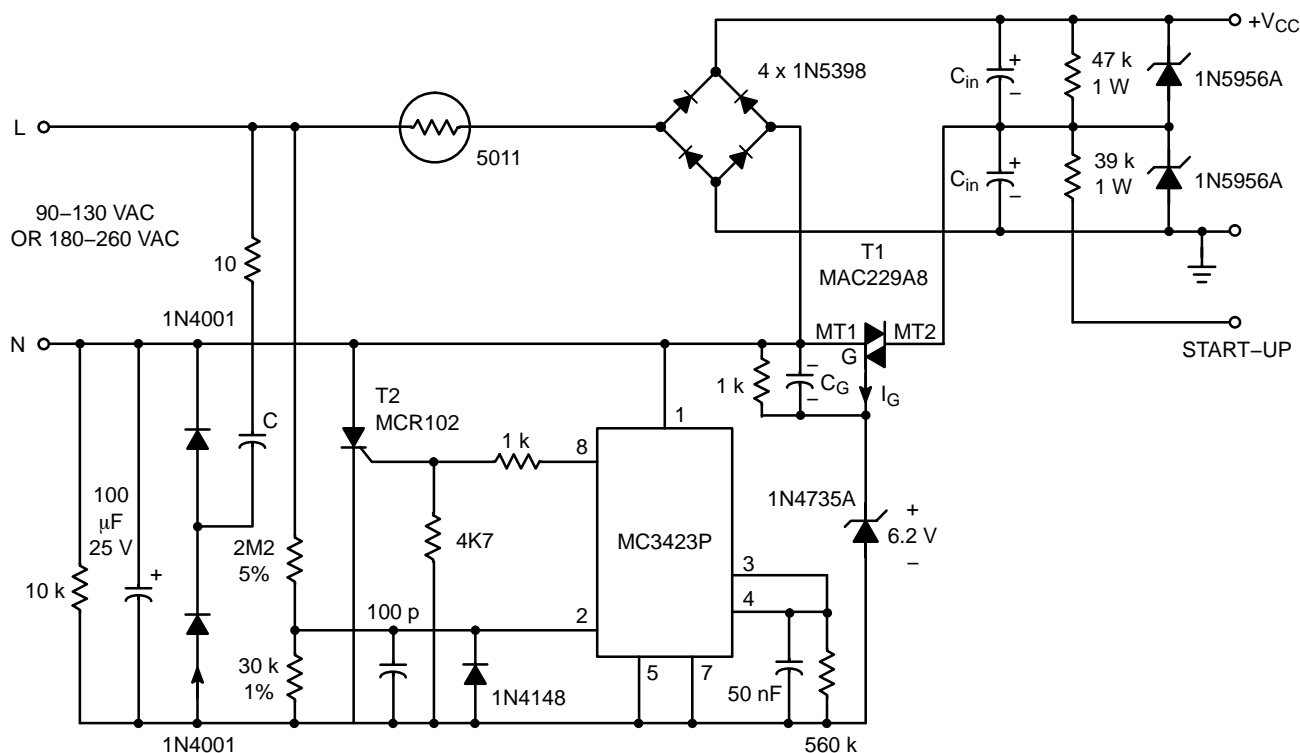 +VCC
4 x 1N5398
Cin
+
−
47 k
1 W
1N5956A
L
5011
Cin
+
−
39 k
1 W
1N5956A
90–130 VAC
OR 180–260 VAC
10
T1
MAC229A8
1N4001
N
MT1
MT2
G
START–UP
1 k
−
CG
−
IG
T2
MCR102
C
1 k
8
1
100
µF
25 V
+
1N4735A
+
6.2 V
−
4K7
MC3423P
2M2
5%
10 k
3
4
100 p
2
30 k
1%
1N4148
5
7
50 nF
1N4001
560 k